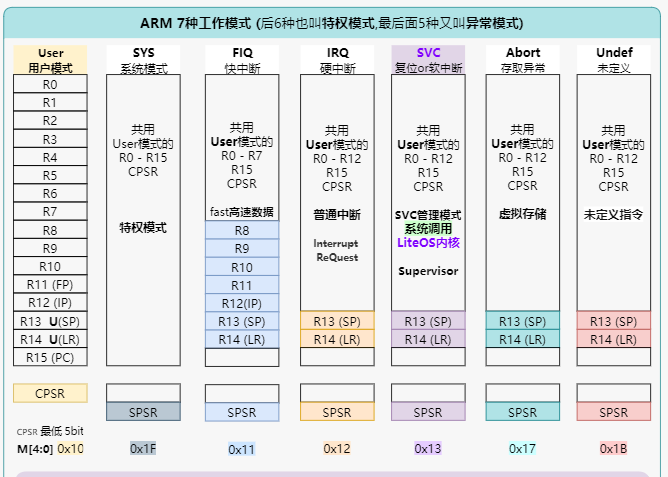 ARM 7种工作模式 (后6种也叫特权模式,最后面5种又叫异常模式)
User
用户模式
R0
R1
R2
R3
R4
R5
R6
R7
R8
R9
R10
R11 (FP)
R12 (IP)
R13 U(SP)
R14 U(LR)
R15 (PC)
CPSR
CPSR 最低 5bit
M[4:0] 0x10
SYS
系统模式
共用
User模式的
R0 - R15
CPSR
特权模式
SPSR
0x1F
FIQ
快中断
共用
User模式的
R0 - R7
R15
CPSR
fast高速数据
R8
R9
R10
R11
R12(IP)
R13 (SP)
R14 (LR)
SPSR
0x11
IRQ
硬中断
共用
User模式的
R0 - R12
R15
CPSR
普通中断
Interrupt
ReQuest
R13 (SP)
R14 (LR)
SPSR
0x12
SVC
复位or软中断
共用
User模式的
R0 - R12
R15
CPSR
SVC管理模式
系统调用
LiteOS内核
Supervisor
R13 (SP)
R14 (LR)
SPSR
0x13
Abort
存取异常
共用
User模式的
R0 - R12
R15
CPSR
虚拟存储
R13 (SP)
R14 (LR)
SPSR
0x17
Undef
未定义
共用
User模式的
R0 - R12
R15
CPSR
未定义指令
R13 (SP)
R14 (LR)
SPSR
0x1B